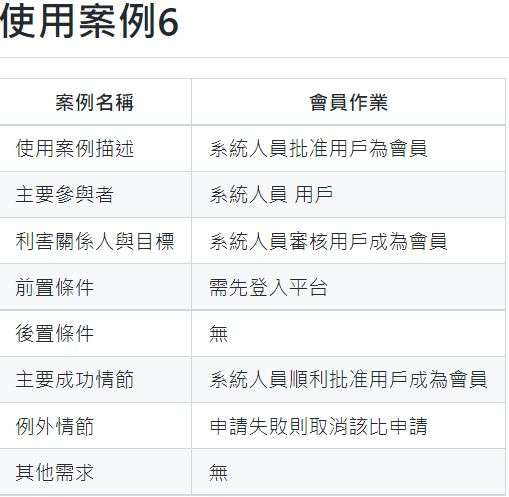 使用案例6
案例名稱 會員作業
使用案例描述 系統人員批准用戶為會員
主要參與者 系統人員 用戶
利害關係人與目標 系統人員審核用戶成為會員
前置條件 需先登入平台
後置條件 無
主要成功情節 系統人員順利批准用戶成為會員
例外情節 申請失敗則取消該比申請
其他需求 無